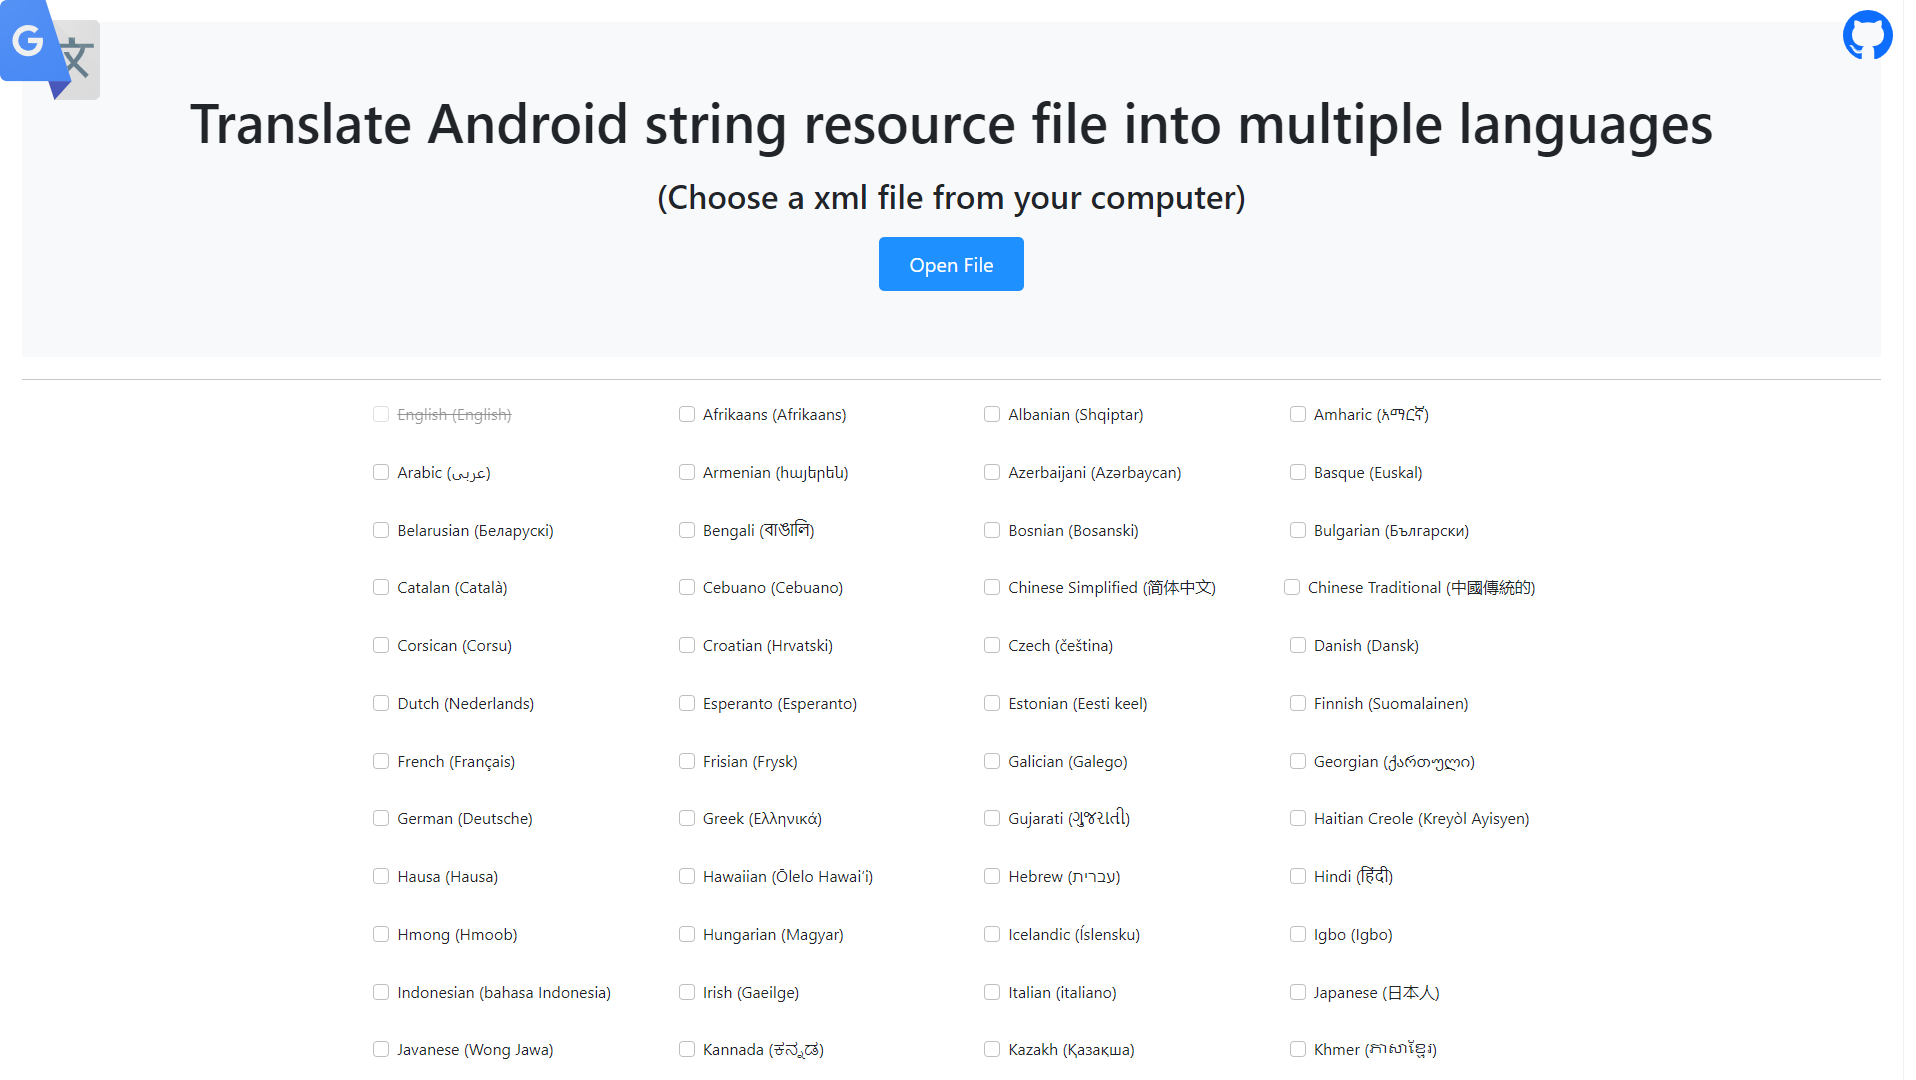 G 文
Translate Android string resource file into multiple languages
(Choose a xml file from your computer)
Open File
English (English) Afrikaans (Afrikaans) Albanian (Shqiptar) Amharic (አማርኛ)
Arabic (عربى) Armenian (հայերեն) Azerbaijani (Azərbaycan) Basque (Euskal)
Belarusian (Беларускі) Bengali (বাঙালি) Bosnian (Bosanski) Bulgarian (Български)
Catalan (Català) Cebuano (Cebuano) Chinese Simplified (简体中文) Chinese Traditional (中國傳統的)
Corsican (Corsu) Croatian (Hrvatski) Czech (čeština) Danish (Dansk)
Dutch (Nederlands) Esperanto (Esperanto) Estonian (Eesti keel) Finnish (Suomalainen)
French (Français) Frisian (Frysk) Galician (Galego) Georgian (ქართული)
German (Deutsche) Greek (Ελληνικά) Gujarati (ગુજરાતી) Haitian Creole (Kreyòl Ayisyen)
Hausa (Hausa) Hawaiian (Ōlelo Hawaiʻi) Hebrew (עברית) Hindi (हिंदी)
Hmong (Hmoob) Hungarian (Magyar) Icelandic (Íslensku) Igbo (Igbo)
Indonesian (bahasa Indonesia) Irish (Gaeilge) Italian (italiano) Japanese (日本人)
Javanese (Wong Jawa) Kannada (ಕನ್ನಡ) Kazakh (Қазақша) Khmer (ភាសាខ្មែរ)